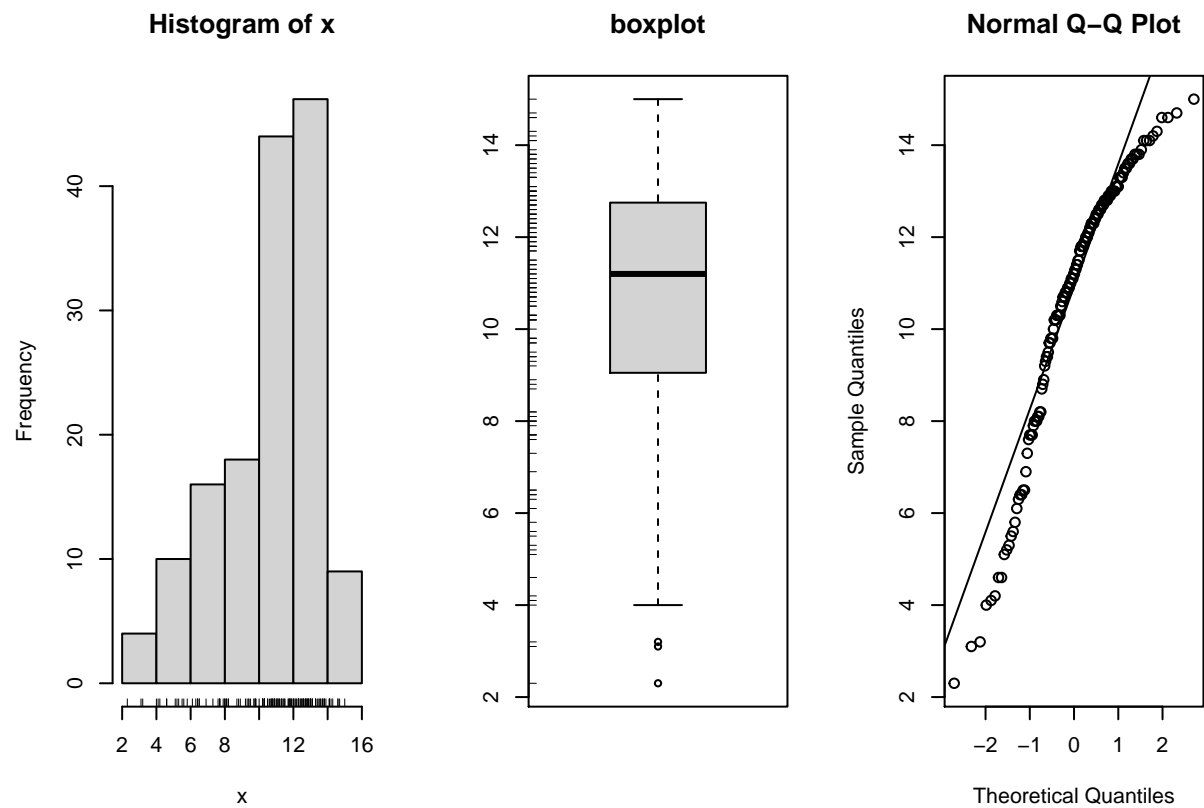 Histogram of x
Frequency
0
10
20
30
40
2 4 6 8 12 16
x
boxplot
2
4
6
8
10
12
14
Normal Q−Q Plot
Sample Quantiles
2
4
6
8
10
12
14
−2 −1 0 1 2
Theoretical Quantiles